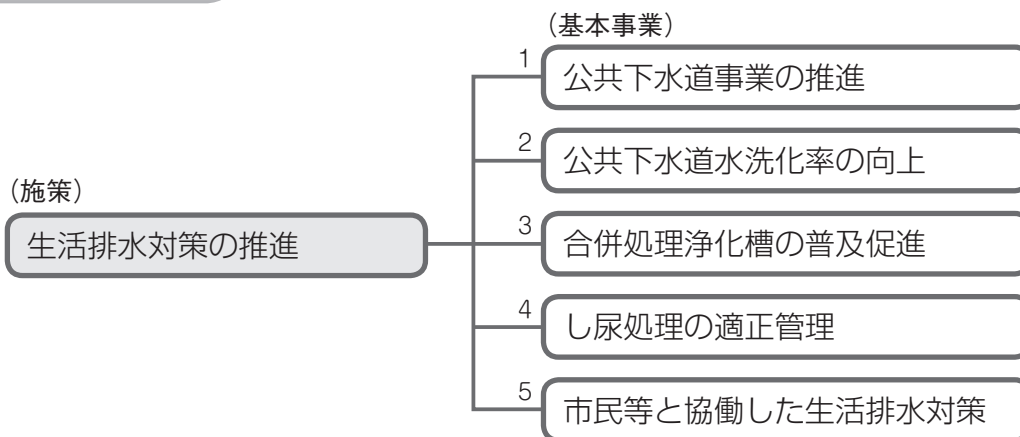 （基本事業）
1
公共下水道事業の推進
2
公共下水道水洗化率の向上
（施策）
生活排水対策の推進
3
合併処理浄化槽の普及促進
4
し尿処理の適正管理
5
市民等と協働した生活排水対策